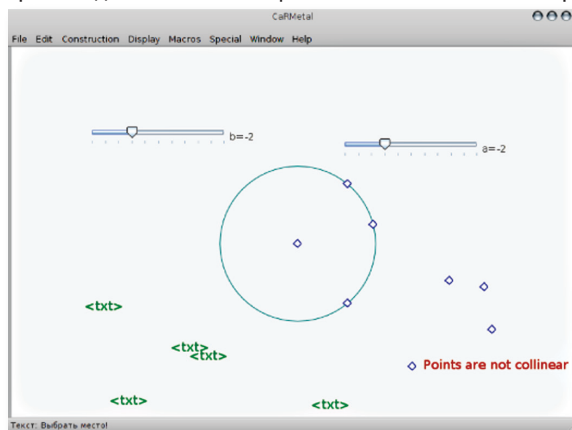 CaRMetal
File Edit Construction Display Macros Special Window Help
b=-2
a=-2
<txt>
<txt>
<txt>
Points are not collinear
<txt>
<txt>
Текст: Выбрать место!